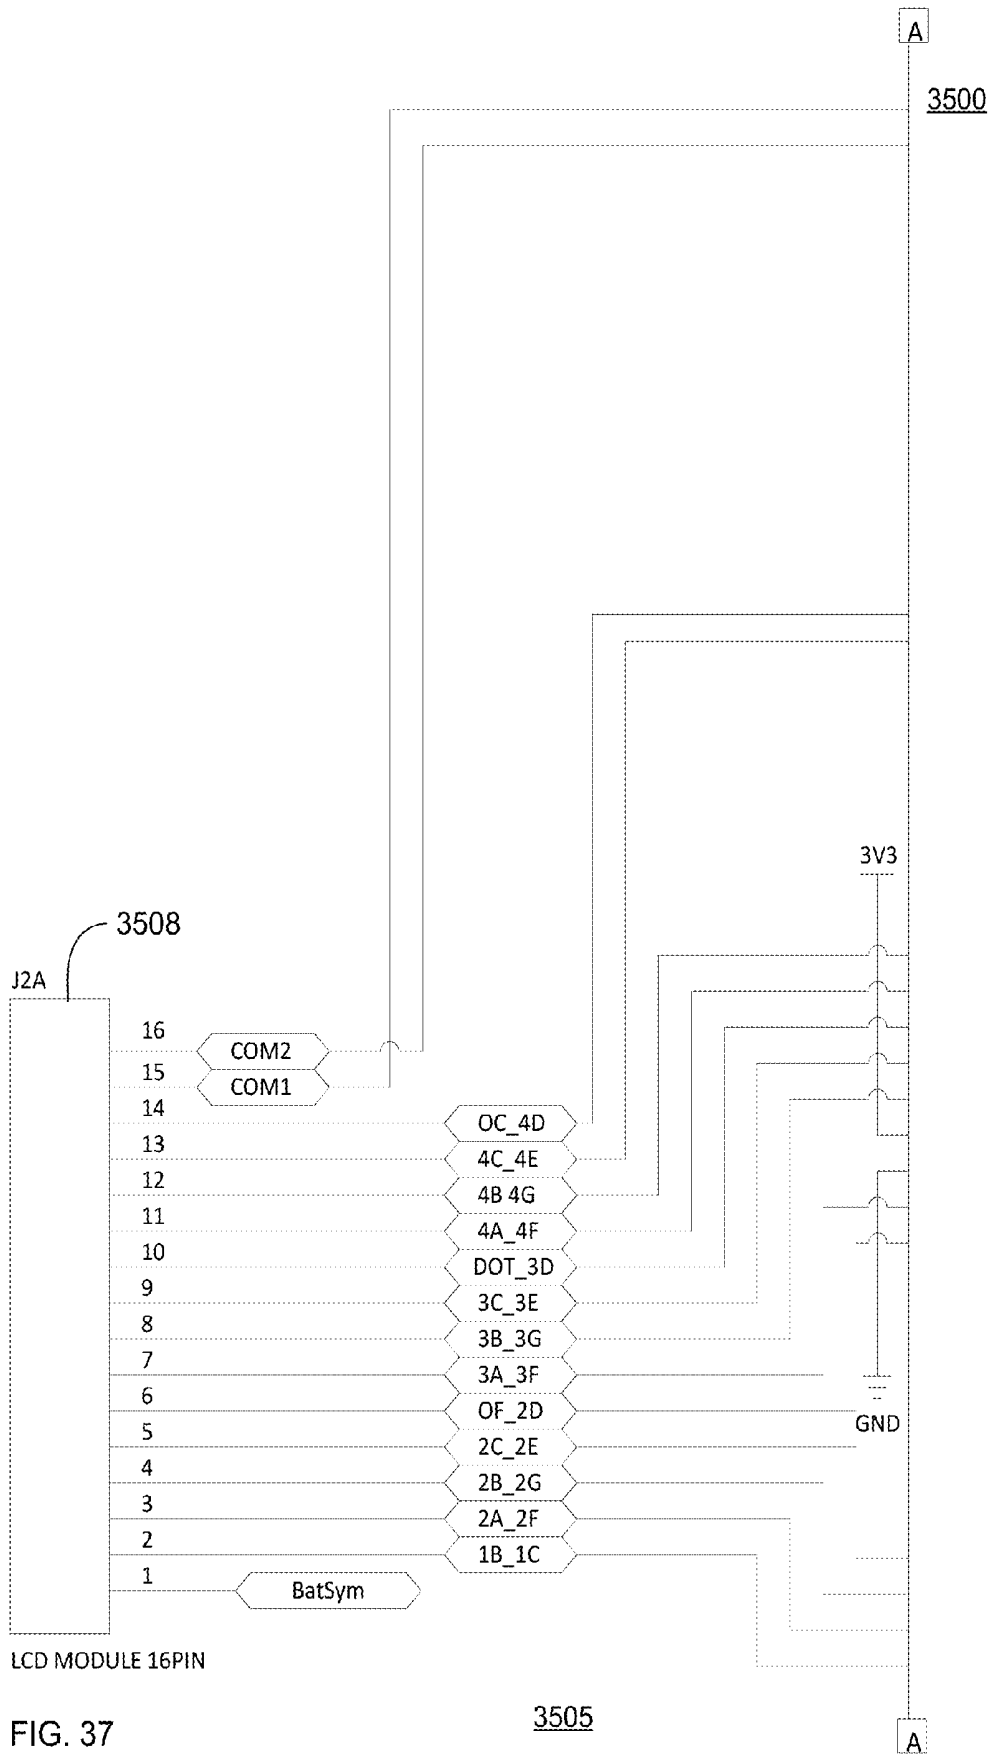 A
3500
3V3
3508
J2A
16 COM2
15 COM1
14 OC_4D
13 4C_4E
12 4B 4G
11 4A_4F
10 DOT_3D
9 3C_3E
8 3B_3G
7 3A_3F
6 OF_2D
GND
5 2C_2E
4 2B_2G
3 2A_2F
2 1B_1C
1 BatSym
LCD MODULE 16PIN
FIG. 37
3505
A